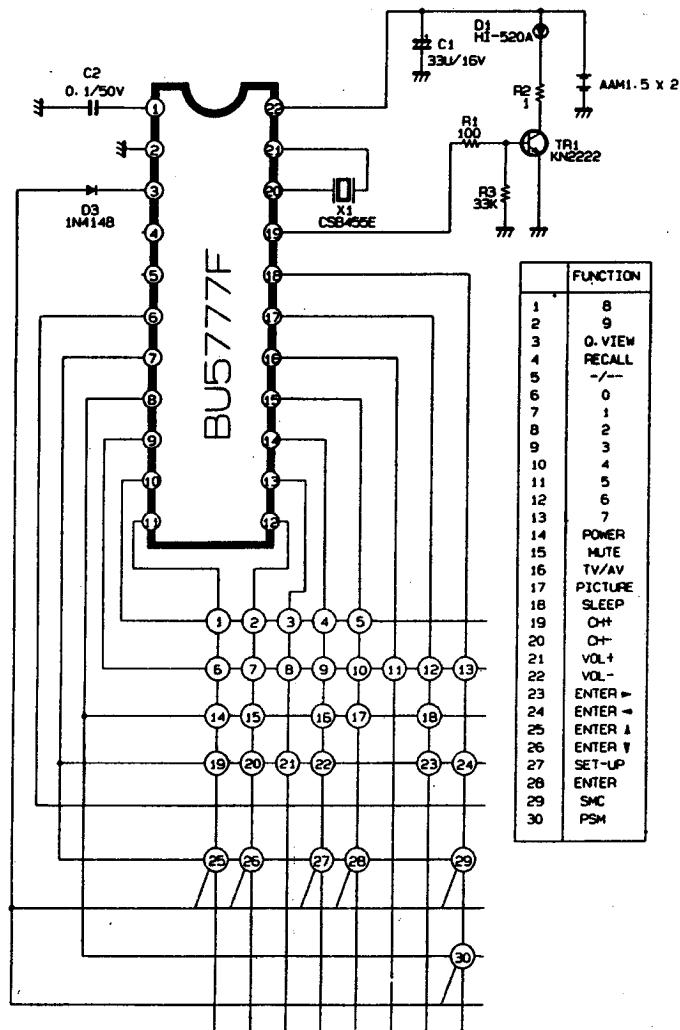 C2
0.1/50V
C1
33U/16V
D1
HI-520A
R2
1
AAM1.5 X 2
R1
100
TR1
KN2222
R3
33K
X1
CSB455E
D3
1N4148
BU5777F
1
2
3
4
5
6
7
8
9
10
11
22
21
20
19
18
17
16
15
14
13
12
1 2 3 4 5
6 7 8 9 10 11 12 13
14 15 16 17 18
19 20 21 22 23 24
25 26 27 28 29
30
FUNCTION
1 8
2 9
3 Q.VIEW
4 RECALL
5 -/--
6 0
7 1
8 2
9 3
10 4
11 5
12 6
13 7
14 POWER
15 MUTE
16 TV/AV
17 PICTURE
18 SLEEP
19 CH+
20 CH-
21 VOL+
22 VOL-
23 ENTER ►
24 ENTER ◄
25 ENTER ▲
26 ENTER ▼
27 SET-UP
28 ENTER
29 SMC
30 PSM